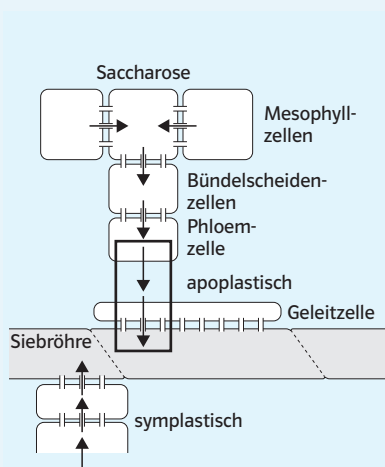 Saccharose
Mesophyll-
zellen
Bündelscheiden-
zellen
Phloem-
zelle
apoplastisch
Geleitzelle
Siebröhre
symplastisch